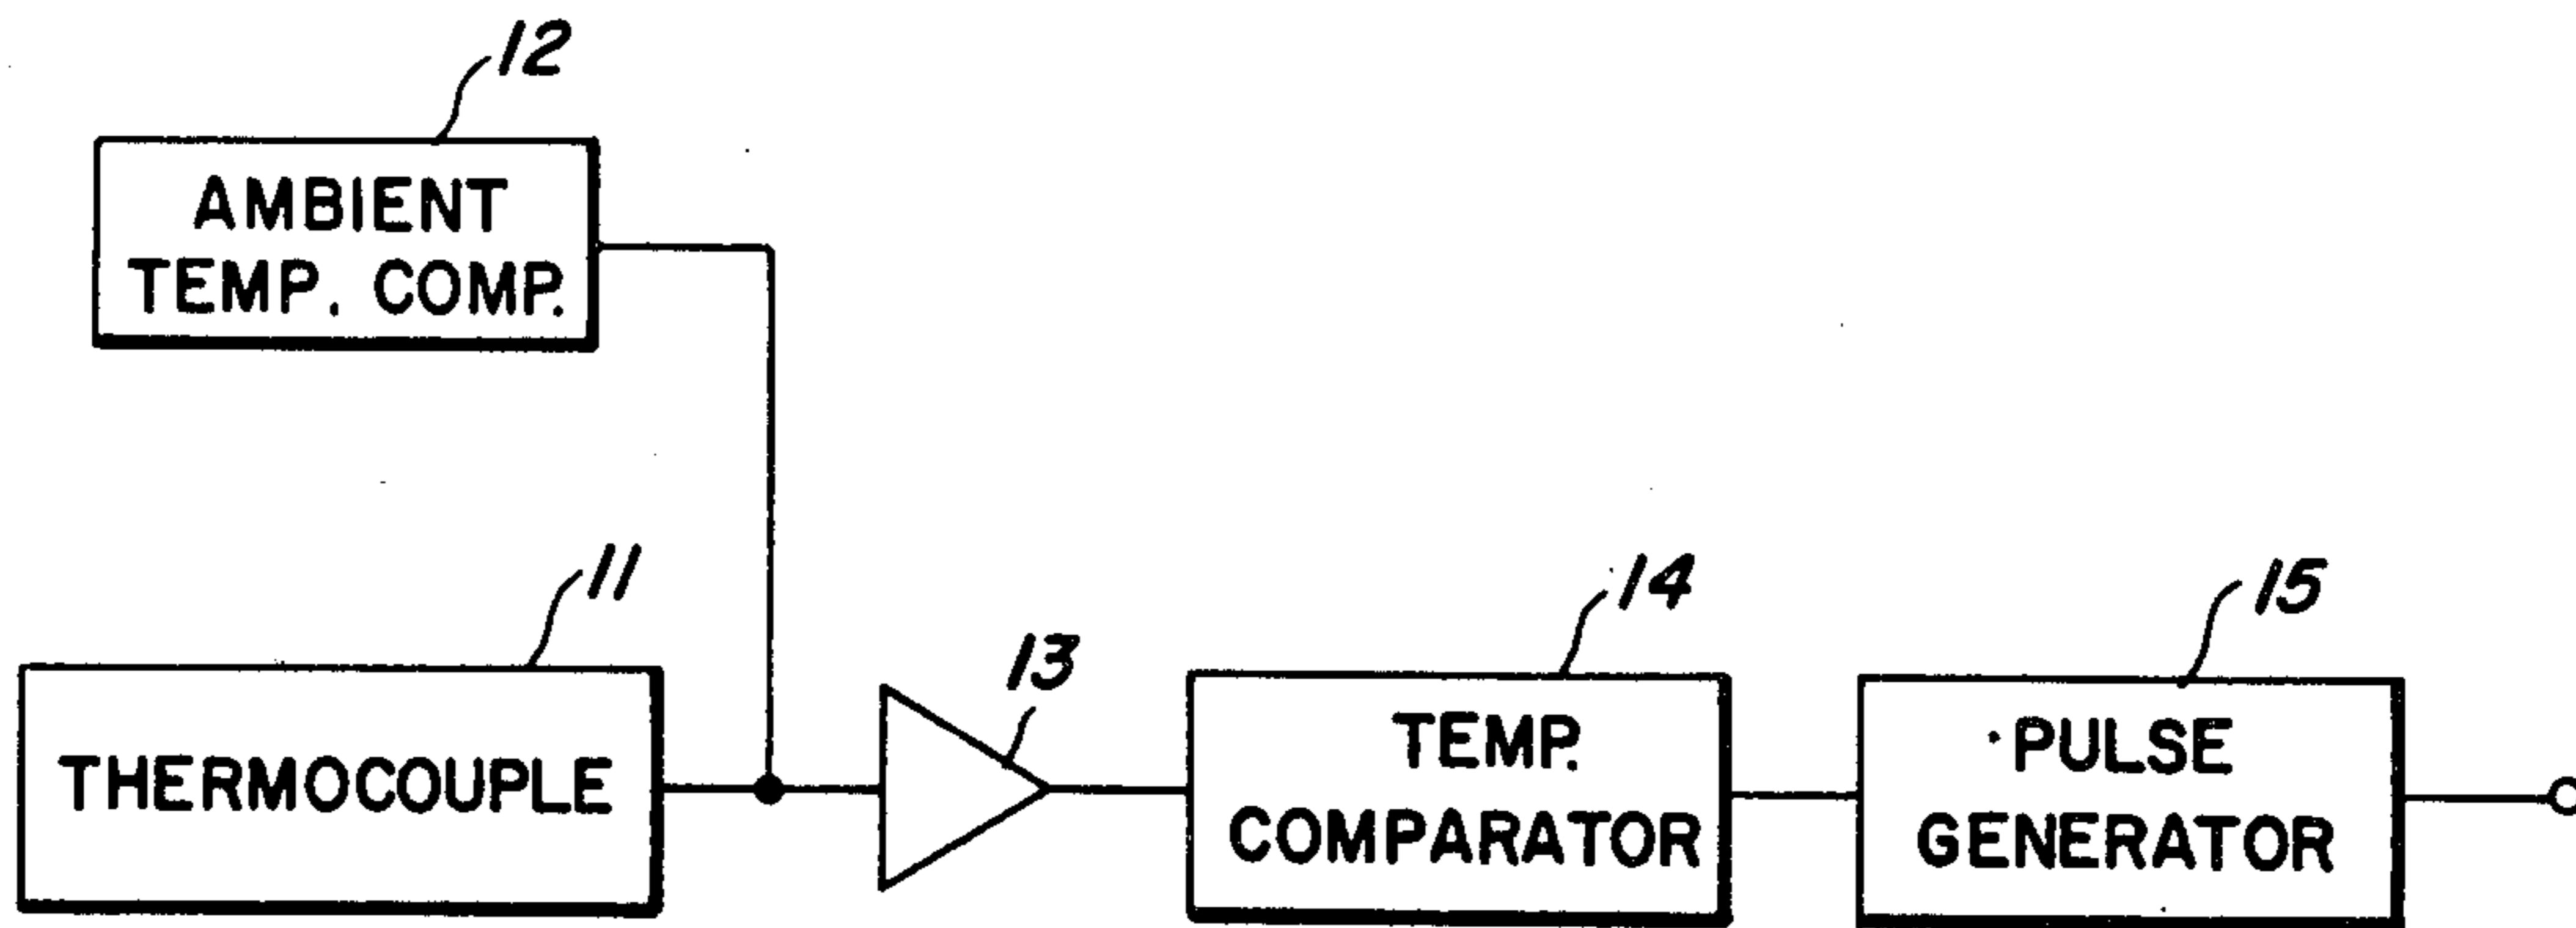 12
AMBIENT
TEMP. COMP.
11
THERMOCOUPLE
13
14
TEMP.
COMPARATOR
15
PULSE
GENERATOR